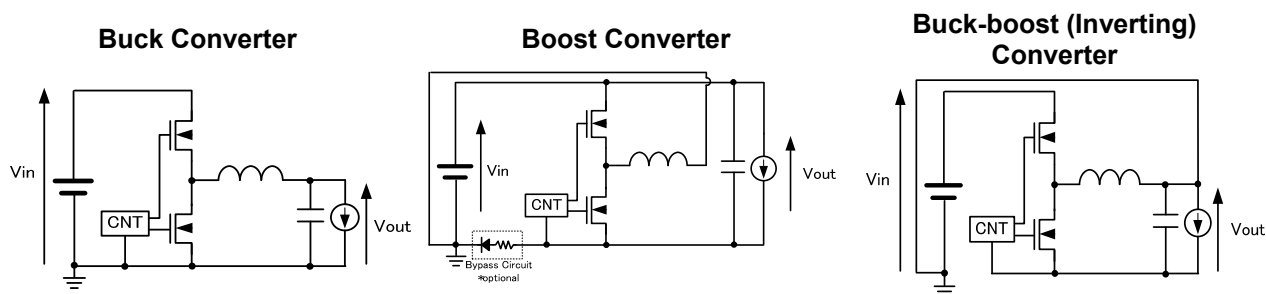 Buck Converter
Vin
CNT
Vout
Boost Converter
Vin
CNT
Vout
Bypass Circuit
*optional
Buck-boost (Inverting)
Converter
Vin
CNT
Vout